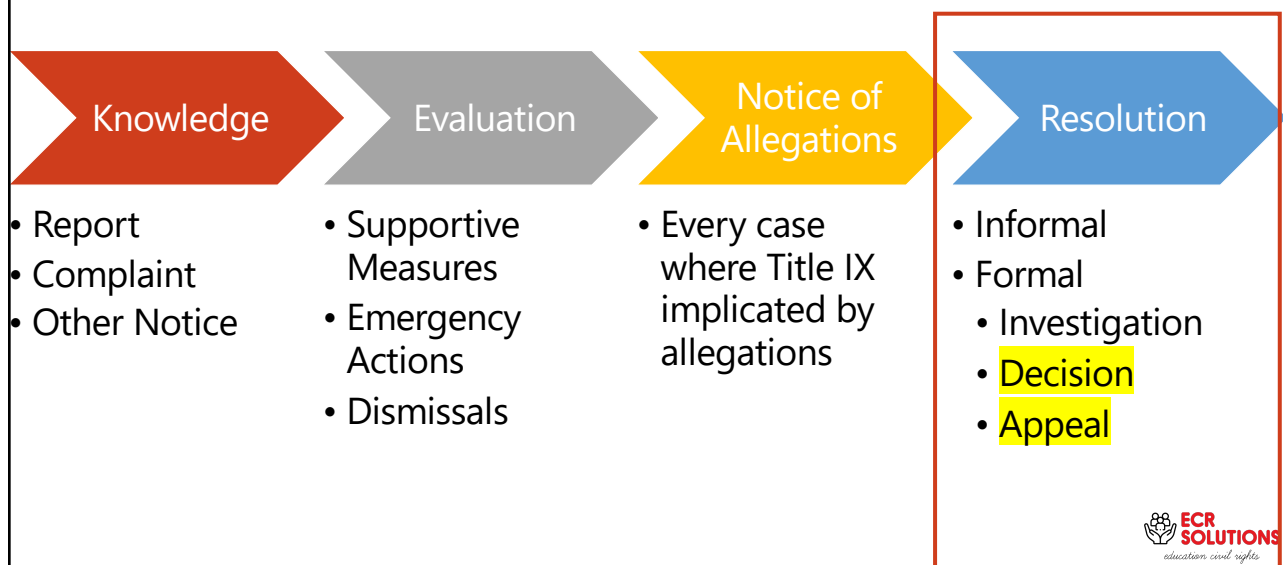 Knowledge
Evaluation
Notice of
Allegations
Resolution
• Report
• Complaint
• Other Notice
• Supportive
Measures
• Emergency
Actions
• Dismissals
• Every case
where Title IX
implicated by
allegations
• Informal
• Formal
• Investigation
• Decision
• Appeal
ECR
SOLUTIONS
education civil rights